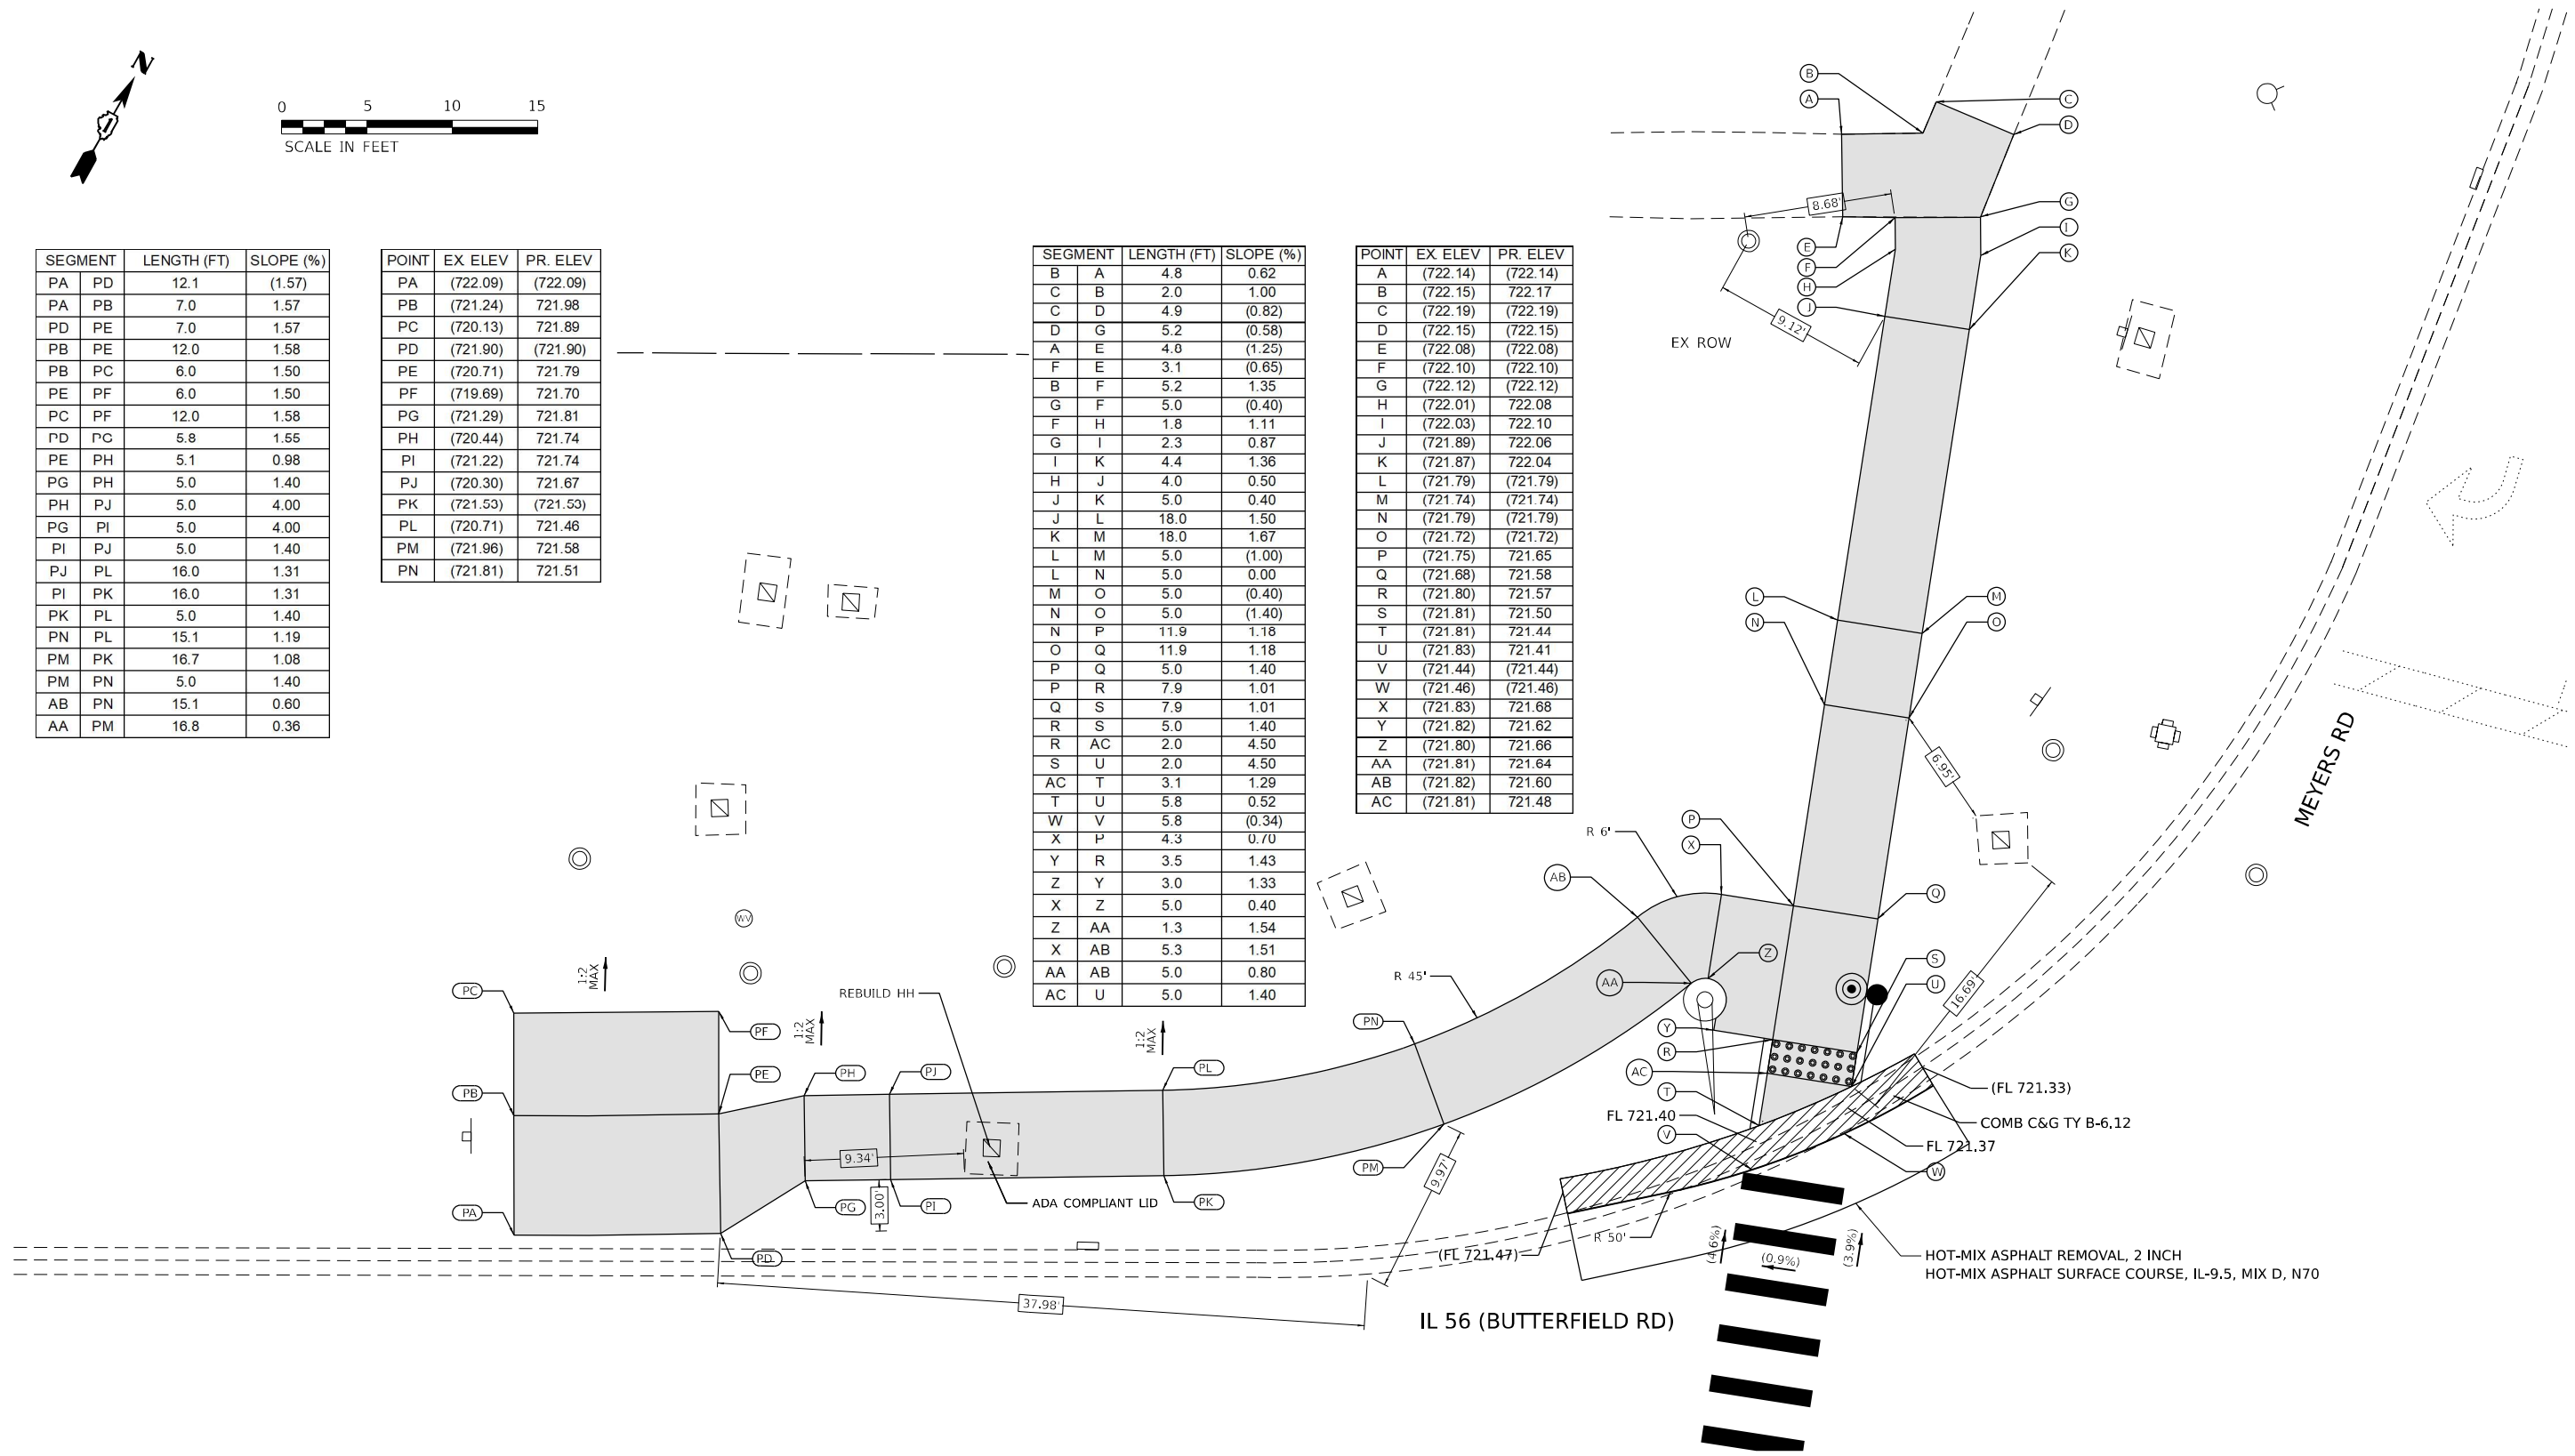 N
0 5 10 15
SCALE IN FEET
SEGMENT LENGTH (FT) SLOPE (%)
PA PD 12.1 (1.57)
PA PB 7.0 1.57
PD PE 7.0 1.57
PB PE 12.0 1.58
PB PC 6.0 1.50
PE PF 6.0 1.50
PC PF 12.0 1.58
PD PG 5.8 1.55
PE PH 5.1 0.98
PG PH 5.0 1.40
PH PJ 5.0 4.00
PG PI 5.0 4.00
PI PJ 5.0 1.40
PJ PL 16.0 1.31
PI PK 16.0 1.31
PK PL 5.0 1.40
PN PL 15.1 1.19
PM PK 16.7 1.08
PM PN 5.0 1.40
AB PN 15.1 0.60
AA PM 16.8 0.36
POINT EX. ELEV PR. ELEV
PA (722.09) (722.09)
PB (721.24) 721.98
PC (720.13) 721.89
PD (721.90) (721.90)
PE (720.71) 721.79
PF (719.69) 721.70
PG (721.29) 721.81
PH (720.44) 721.74
PI (721.22) 721.74
PJ (720.30) 721.67
PK (721.53) (721.53)
PL (720.71) 721.46
PM (721.96) 721.58
PN (721.81) 721.51
SEGMENT LENGTH (FT) SLOPE (%)
B A 4.8 0.62
C B 2.0 1.00
C D 4.9 (0.82)
D G 5.2 (0.58)
A E 4.8 (1.25)
F E 3.1 (0.65)
B F 5.2 1.35
G F 5.0 (0.40)
F H 1.8 1.11
G I 2.3 0.87
I K 4.4 1.36
H J 4.0 0.50
J K 5.0 0.40
J L 18.0 1.50
K M 18.0 1.67
L M 5.0 (1.00)
L N 5.0 0.00
M O 5.0 (0.40)
N O 5.0 (1.40)
N P 11.9 1.18
O Q 11.9 1.18
P Q 5.0 1.40
P R 7.9 1.01
Q S 7.9 1.01
R S 5.0 1.40
R AC 2.0 4.50
S U 2.0 4.50
AC T 3.1 1.29
T U 5.8 0.52
W V 5.8 (0.34)
X P 4.3 0.70
Y R 3.5 1.43
Z Y 3.0 1.33
X Z 5.0 0.40
Z AA 1.3 1.54
X AB 5.3 1.51
AA AB 5.0 0.80
AC U 5.0 1.40
POINT EX. ELEV PR. ELEV
A (722.14) (722.14)
B (722.15) 722.17
C (722.19) (722.19)
D (722.15) (722.15)
E (722.08) (722.08)
F (722.10) (722.10)
G (722.12) (722.12)
H (722.01) 722.08
I (722.03) 722.10
J (721.89) 722.06
K (721.87) 722.04
L (721.79) (721.79)
M (721.74) (721.74)
N (721.79) (721.79)
O (721.72) (721.72)
P (721.75) 721.65
Q (721.68) 721.58
R (721.80) 721.57
S (721.81) 721.50
T (721.81) 721.44
U (721.83) 721.41
V (721.44) (721.44)
W (721.46) (721.46)
X (721.83) 721.68
Y (721.82) 721.62
Z (721.80) 721.66
AA (721.81) 721.64
AB (721.82) 721.60
AC (721.81) 721.48
B
A
C
D
8.68'
G
I
K
E
F
H
J
9.12'
EX ROW
L
N
M
O
6.95'
MEYERS RD
P
X
R 6'
AB
Q
Z
AA
S
U
16.69'
Y
R
AC
T
V
W
FL 721.40
(FL 721.33)
COMB C&G TY B-6.12
FL 721.37
R 45'
WV
REBUILD HH
1:2
MAX
1:2
MAX
1:2
MAX
PC
PF
PB
PE
PH
PJ
PL
PN
PA
PD
PG
PI
PK
PM
9.34'
3.00'
ADA COMPLIANT LID
9.97'
37.98'
(FL 721.47)
R 50'
(4.6%)
(0.9%)
(3.9%)
HOT-MIX ASPHALT REMOVAL, 2 INCH
HOT-MIX ASPHALT SURFACE COURSE, IL-9.5, MIX D, N70
IL 56 (BUTTERFIELD RD)